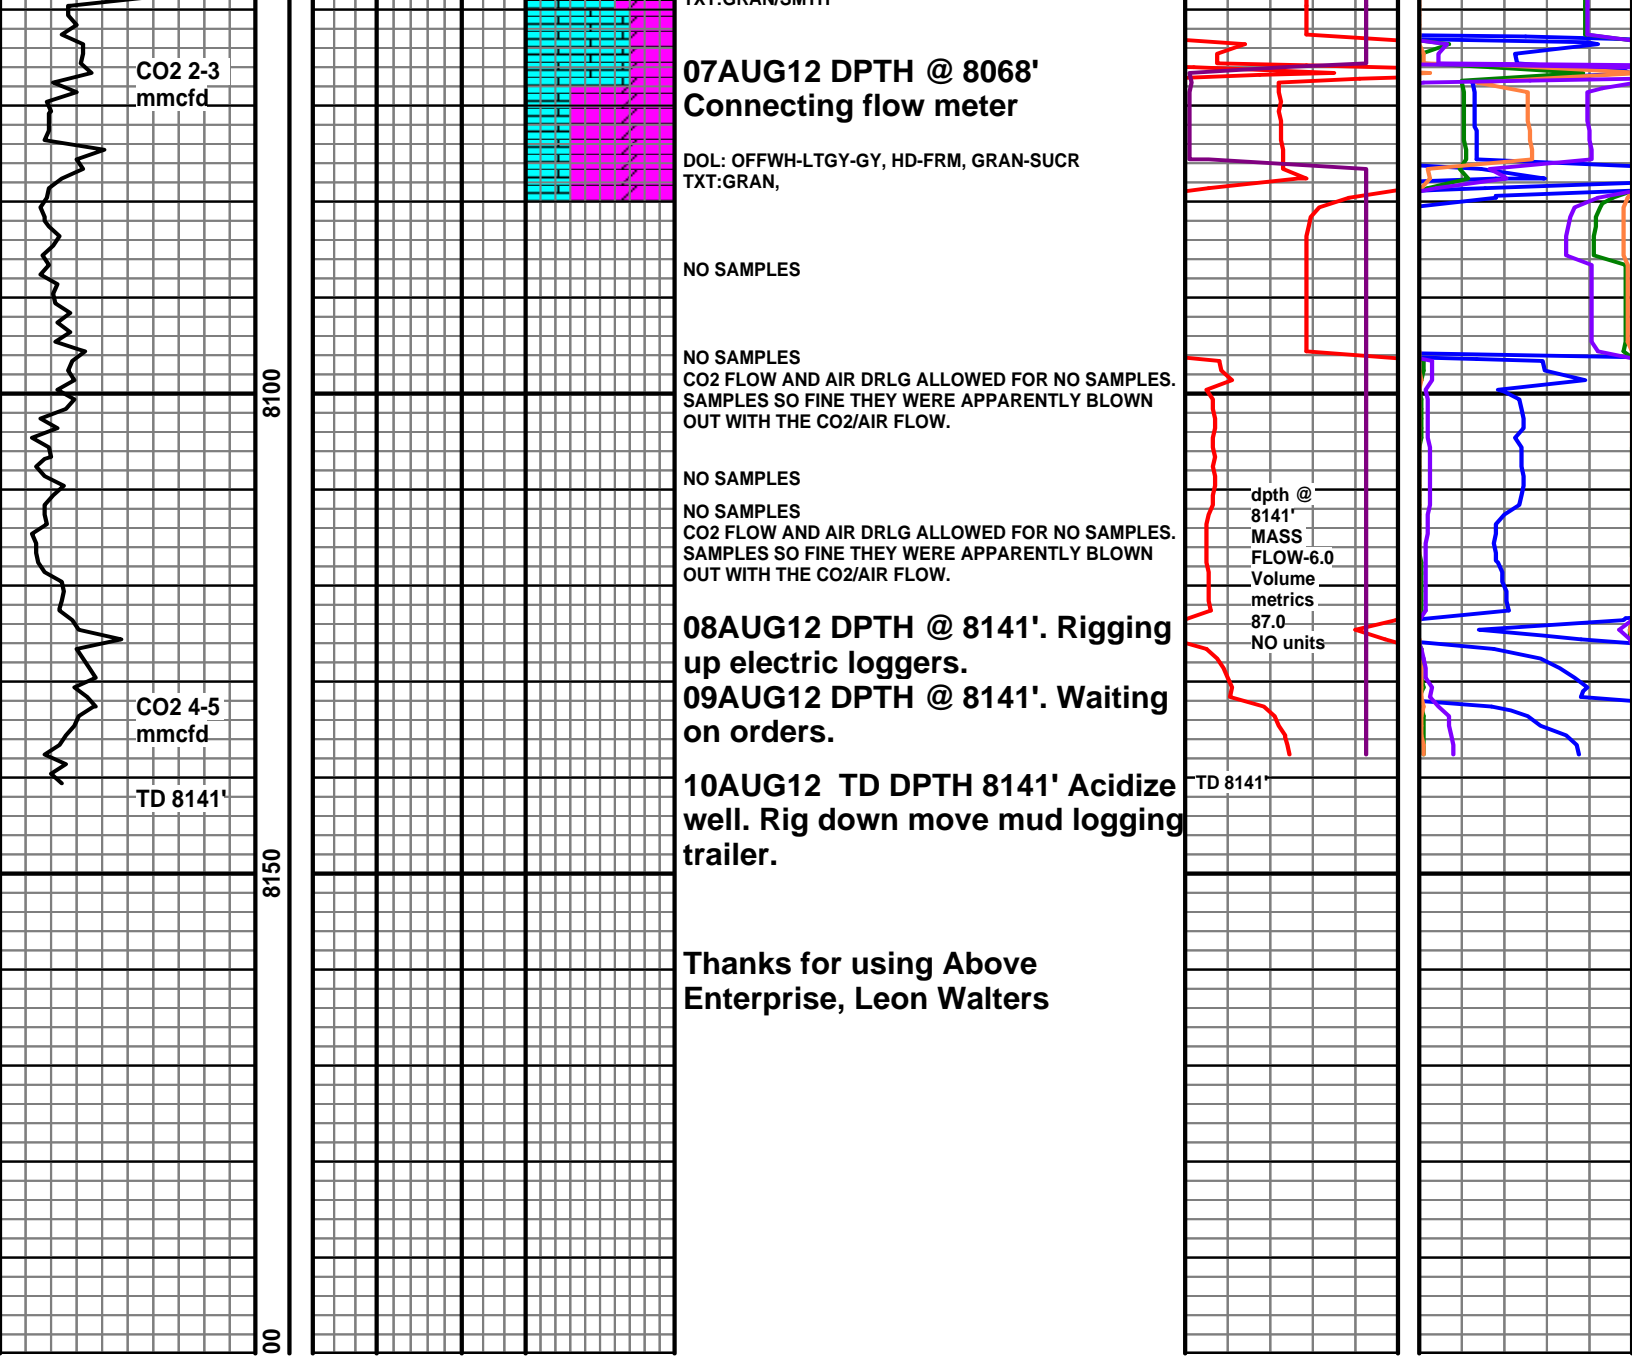 TXT:GRAN/SMTH
CO2 2-3
mmcfd
07AUG12 DPTH @ 8068'
Connecting flow meter
DOL: OFFWH-LTGY-GY, HD-FRM, GRAN-SUCR
TXT:GRAN,
NO SAMPLES
8100
NO SAMPLES
CO2 FLOW AND AIR DRLG ALLOWED FOR NO SAMPLES.
SAMPLES SO FINE THEY WERE APPARENTLY BLOWN
OUT WITH THE CO2/AIR FLOW.
NO SAMPLES
NO SAMPLES
CO2 FLOW AND AIR DRLG ALLOWED FOR NO SAMPLES.
SAMPLES SO FINE THEY WERE APPARENTLY BLOWN
OUT WITH THE CO2/AIR FLOW.
dpth @
8141'
MASS
FLOW-6.0
Volume
metrics
87.0
NO units
08AUG12 DPTH @ 8141'. Rigging
up electric loggers.
09AUG12 DPTH @ 8141'. Waiting
on orders.
CO2 4-5
mmcfd
TD 8141'
10AUG12  TD DPTH 8141' Acidize
well. Rig down move mud logging
trailer.
TD 8141'
8150
Thanks for using Above
Enterprise, Leon Walters
00